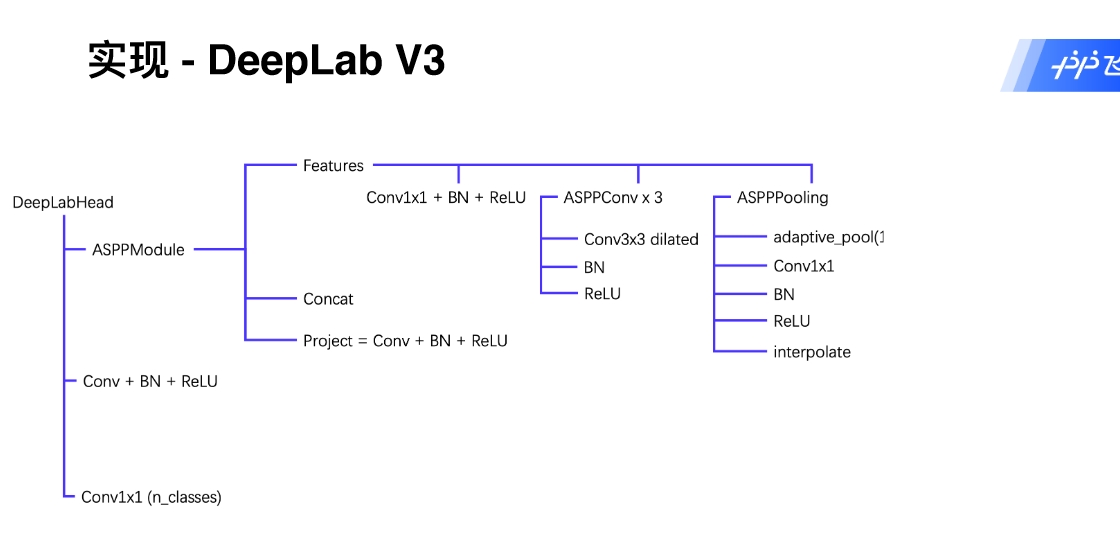 实现 - DeepLab V3
飞
DeepLabHead
ASPPModule
Features
Conv1x1 + BN + ReLU
ASPPConv x 3
Conv3x3 dilated
BN
ReLU
ASPPPooling
adaptive_pool(1
Conv1x1
BN
ReLU
interpolate
Concat
Project = Conv + BN + ReLU
Conv + BN + ReLU
Conv1x1 (n_classes)